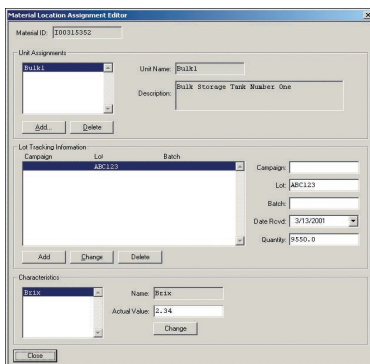 Material Location Assignment Editor
Material ID: I00315352
Unit Assignments
Bulk1
Unit Name: Bulk1
Description: Bulk Storage Tank Number One
Add... Delete
Lot Tracking Information
Campaign Lot Batch
ABC123
Campaign:
Lot: ABC123
Batch:
Date Rcvd: 3/13/2001
Quantity: 9550.0
Add Change Delete
Characteristics
Brix
Name: Brix
Actual Value: 2.34
Change
Close